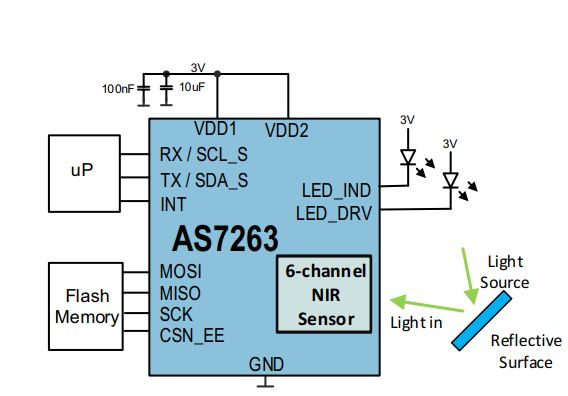 3V
100nF
10uF
VDD1
VDD2
3V
3V
uP
RX / SCL_S
TX / SDA_S
INT
LED_IND
LED_DRV
AS7263
Flash
Memory
MOSI
MISO
SCK
CSN_EE
6-channel
NIR
Sensor
Light
Source
Light in
Reflective
Surface
GND